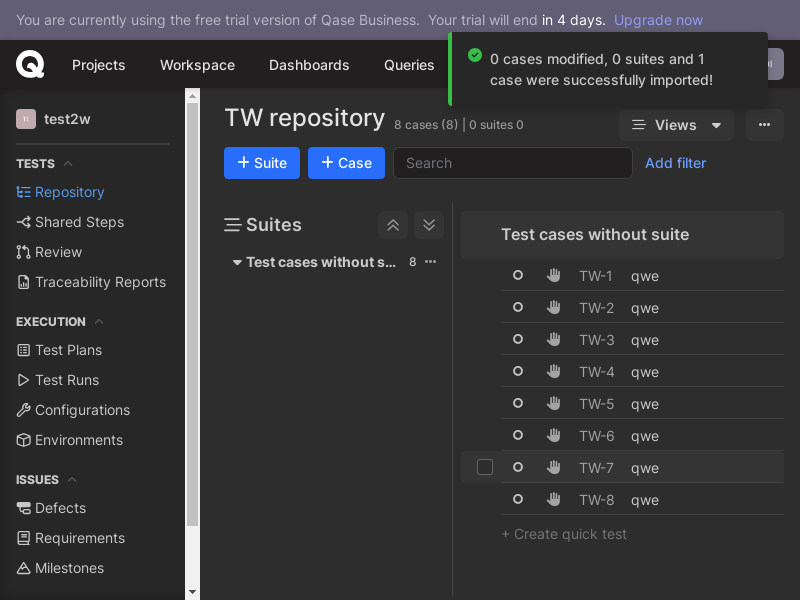 You are currently using the free trial version of Qase Business. Your trial will end in 4 days. Upgrade now
Projects Workspace Dashboards Queries
0 cases modified, 0 suites and 1
case were successfully imported!
test2w
TESTS
Repository
Shared Steps
Review
Traceability Reports
EXECUTION
Test Plans
Test Runs
Configurations
Environments
ISSUES
Defects
Requirements
Milestones
TW repository 8 cases (8) | 0 suites 0
Views
+ Suite + Case Search Add filter
Suites
Test cases without s... 8
Test cases without suite
TW-1 qwe
TW-2 qwe
TW-3 qwe
TW-4 qwe
TW-5 qwe
TW-6 qwe
TW-7 qwe
TW-8 qwe
+ Create quick test